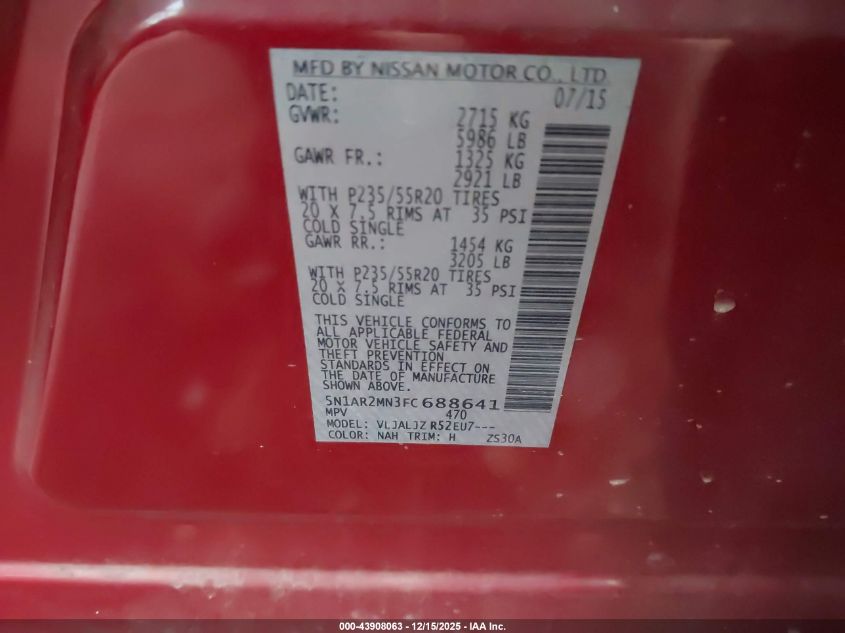 MFD BY NISSAN MOTOR CO., LTD.
DATE: 07/15
GVWR: 2715 KG
5986 LB
GAWR FR.: 1325 KG
2921 LB
WITH P235/55R20 TIRES
20 X 7.5 RIMS AT 35 PSI
COLD SINGLE
GAWR RR.: 1454 KG
3205 LB
WITH P235/55R20 TIRES
20 X 7.5 RIMS AT 35 PSI
COLD SINGLE
THIS VEHICLE CONFORMS TO
ALL APPLICABLE FEDERAL
MOTOR VEHICLE SAFETY AND
THEFT PREVENTION
STANDARDS IN EFFECT ON
THE DATE OF MANUFACTURE
SHOWN ABOVE.
5N1AR2MN3FC688641
MPV 470
MODEL: VLJALJZ R52EU7---
COLOR: NAH TRIM: H ZS30A
000-43908063 - 12/15/2025 - IAA Inc.